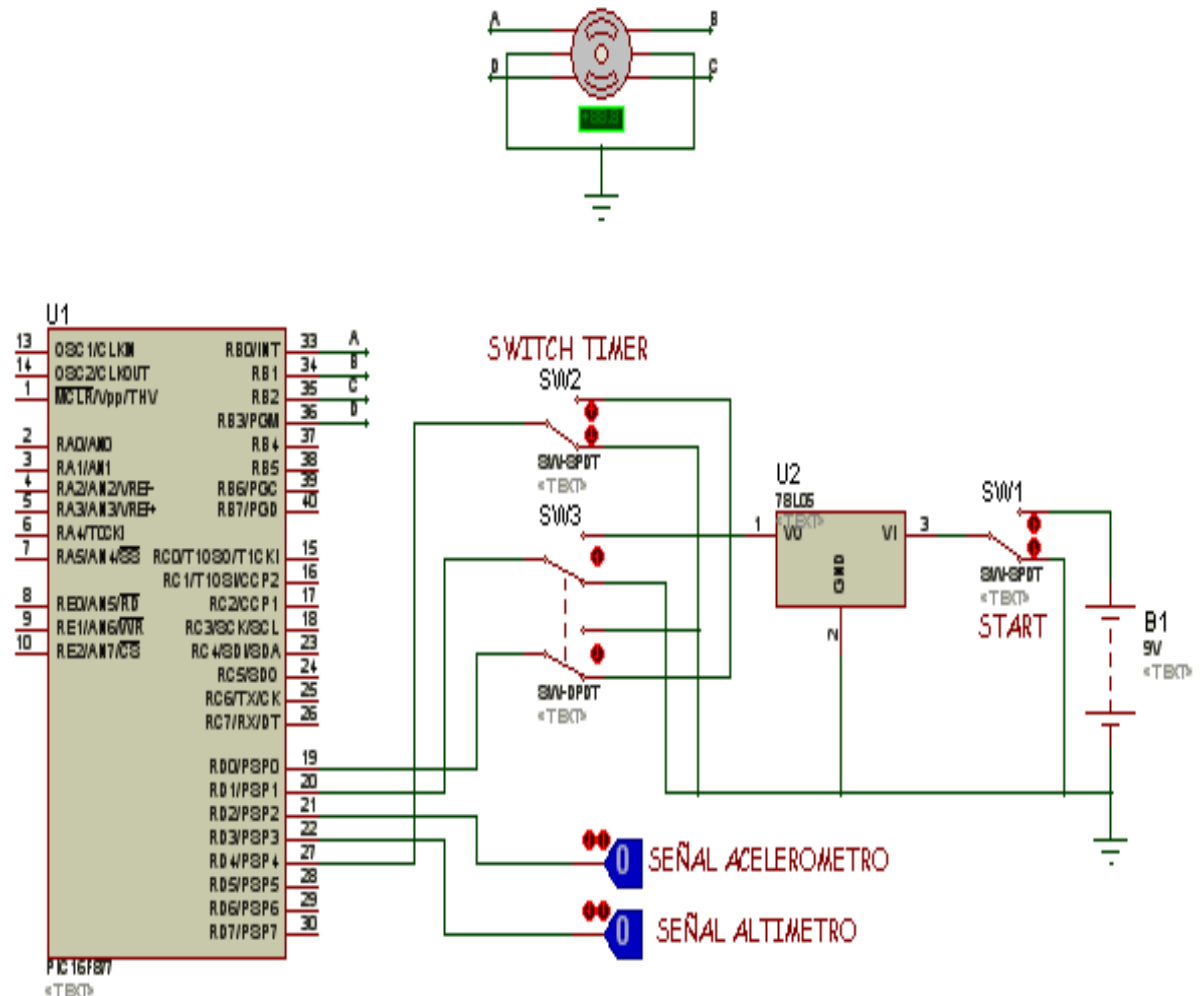 A
B
D
C
+88.8
U1
13 OSC1/CLKIN RB0/INT 33 A
14 OSC2/CLKOUT RB1 34 B
1 MCLR/Vpp/THV RB2 35 C
RB3/PGM 36 D
2 RA0/AN0 RB4 37
3 RA1/AN1 RB5 38
4 RA2/AN2/VREF- RB6/PGC 39
5 RA3/AN3/VREF+ RB7/PGD 40
6 RA4/T0CKI
7 RA5/AN4/SS RC0/T1OSO/T1CKI 15
RC1/T1OSI/CCP2 16
8 RE0/AN5/RD RC2/CCP1 17
9 RE1/AN6/WR RC3/SCK/SCL 18
10 RE2/AN7/CS RC4/SDI/SDA 23
RC5/SDO 24
RC6/TX/CK 25
RC7/RX/DT 26
RD0/PSP0 19
RD1/PSP1 20
RD2/PSP2 21
RD3/PSP3 22
RD4/PSP4 27
RD5/PSP5 28
RD6/PSP6 29
RD7/PSP7 30
PIC16F877
<TEXT>
SWITCH TIMER
SW2
SW-SPDT
<TEXT>
SW3
SW-DPDT
<TEXT>
U2
78L05
<TEXT>
1 VO VI 3
GND
2
SW1
SW-SPDT
<TEXT>
START
B1
9V
<TEXT>
0 SEÑAL ACELEROMETRO
0 SEÑAL ALTIMETRO